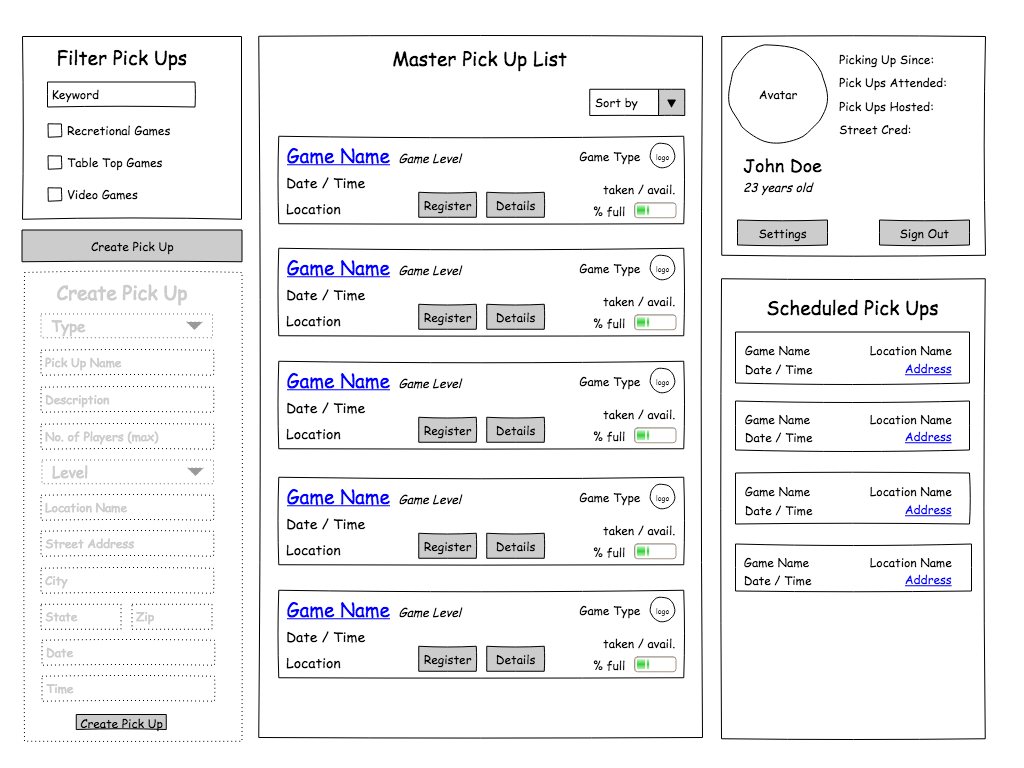 Filter Pick Ups
Keyword
Recretional Games
Table Top Games
Video Games
Create Pick Up
Create Pick Up
Type
Pick Up Name
Description
No. of Players (max)
Level
Location Name
Street Address
City
State Zip
Date
Time
Create Pick Up
Master Pick Up List
Sort by
Game Name Game Level Game Type logo
Date / Time taken / avail.
Location Register Details % full
Game Name Game Level Game Type logo
Date / Time taken / avail.
Location Register Details % full
Game Name Game Level Game Type logo
Date / Time taken / avail.
Location Register Details % full
Game Name Game Level Game Type logo
Date / Time taken / avail.
Location Register Details % full
Game Name Game Level Game Type logo
Date / Time taken / avail.
Location Register Details % full
Avatar
Picking Up Since:
Pick Ups Attended:
Pick Ups Hosted:
Street Cred:
John Doe
23 years old
Settings Sign Out
Scheduled Pick Ups
Game Name Location Name
Date / Time Address
Game Name Location Name
Date / Time Address
Game Name Location Name
Date / Time Address
Game Name Location Name
Date / Time Address